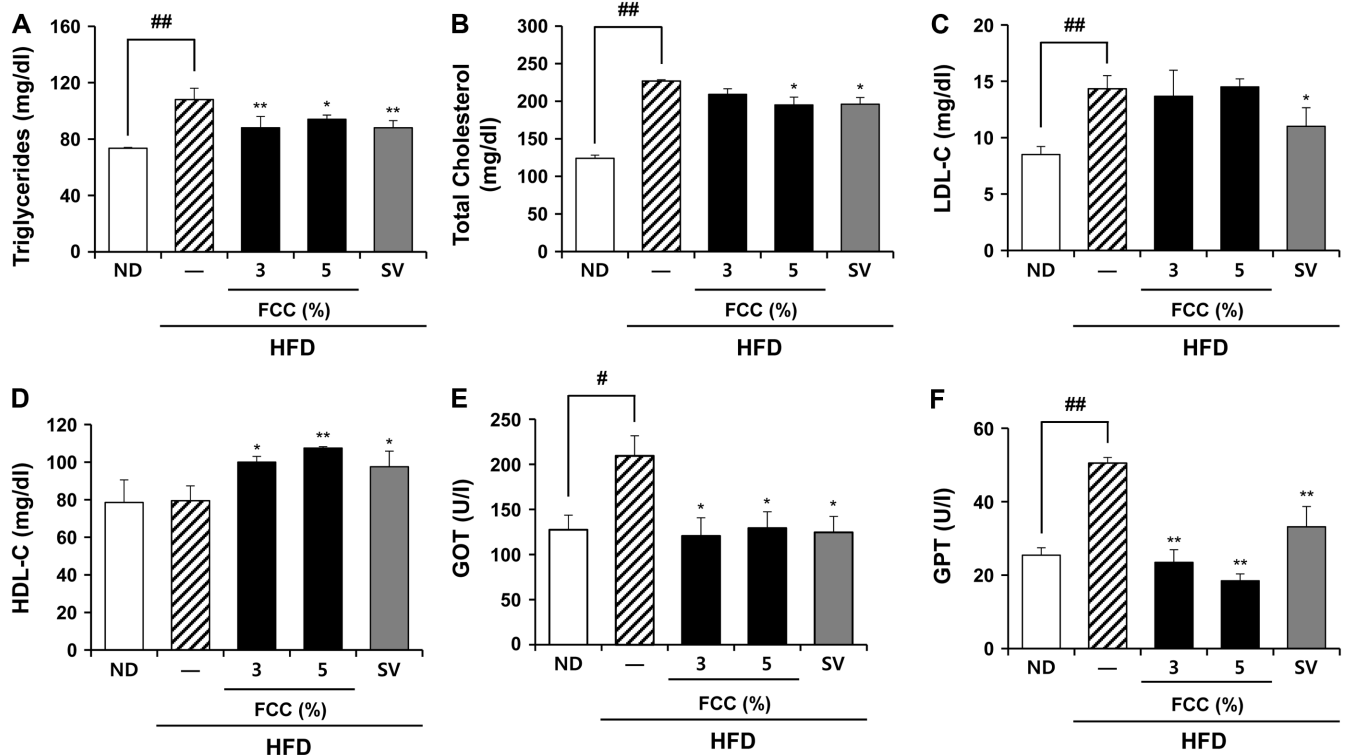 A
Triglycerides (mg/dl)
160
120
80
40
0
##
**
*
**
ND
—
3
5
SV
FCC (%)
HFD
B
Total Cholesterol
(mg/dl)
300
250
200
150
100
50
0
##
*
*
ND
—
3
5
SV
FCC (%)
HFD
C
LDL-C (mg/dl)
20
15
10
5
0
##
*
ND
—
3
5
SV
FCC (%)
HFD
D
HDL-C (mg/dl)
120
100
80
60
40
20
0
*
**
*
ND
—
3
5
SV
FCC (%)
HFD
E
GOT (U/l)
250
200
150
100
50
0
#
*
*
*
ND
—
3
5
SV
FCC (%)
HFD
F
GPT (U/l)
60
40
20
0
##
**
**
**
ND
—
3
5
SV
FCC (%)
HFD